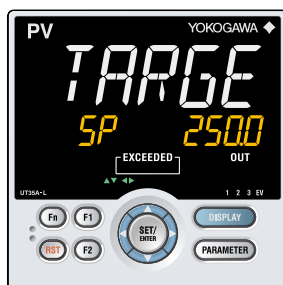 PV YOKOGAWA
TARGE
SP 250.0
EXCEEDED
OUT
UT35A-L 1 2 3 EV
Fn F1 SET/ DISPLAY
ENTER
RST F2 PARAMETER